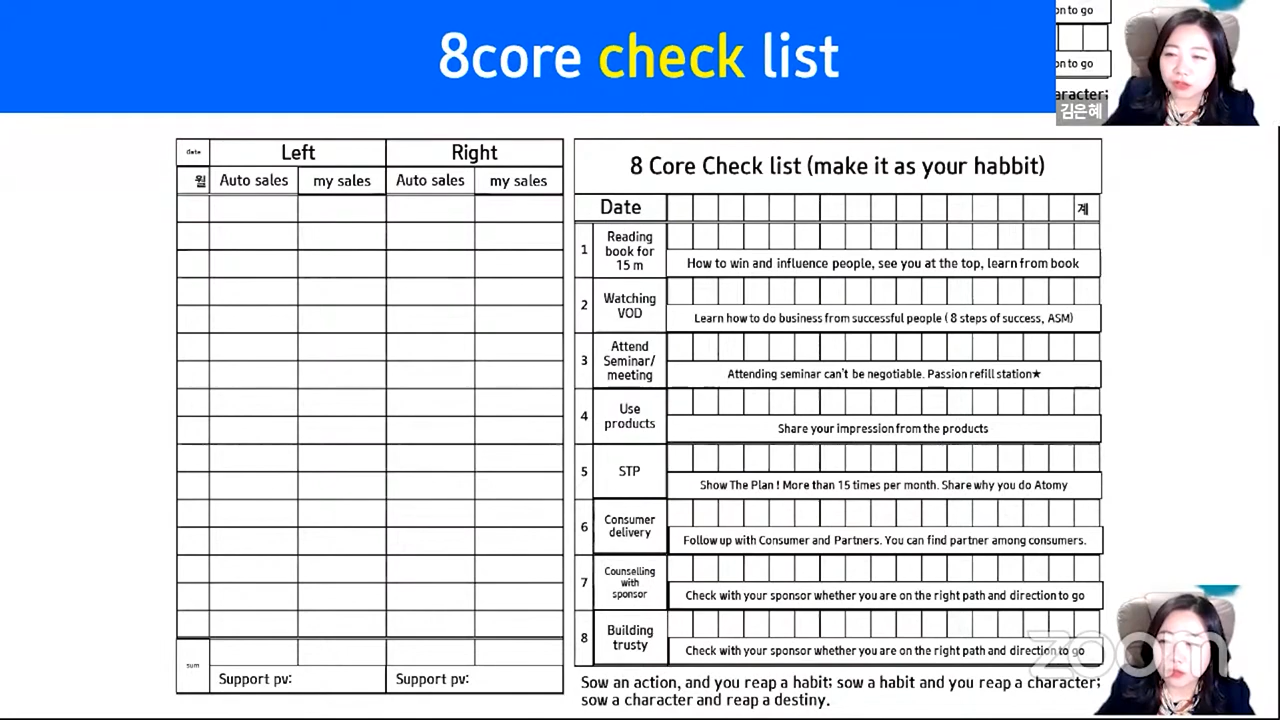 8core check list
on to go
on to go
aracter;
김은혜
date Left Right
월 Auto sales my sales Auto sales my sales
sum
Support pv: Support pv:
8 Core Check list (make it as your habbit)
Date 계
1 Reading
book for
15 m
How to win and influence people, see you at the top, learn from book
2 Watching
VOD
Learn how to do business from successful people ( 8 steps of success, ASM)
3 Attend
Seminar/
meeting
Attending seminar can't be negotiable. Passion refill station★
4 Use
products
Share your impression from the products
5 STP
Show The Plan ! More than 15 times per month. Share why you do Atomy
6 Consumer
delivery
Follow up with Consumer and Partners. You can find partner among consumers.
7 Counselling
with
sponsor
Check with your sponsor whether you are on the right path and direction to go
8 Building
trusty
Check with your sponsor whether you are on the right path and direction to go
Sow an action, and you reap a habit; sow a habit and you reap a character;
sow a character and reap a destiny.
zoom